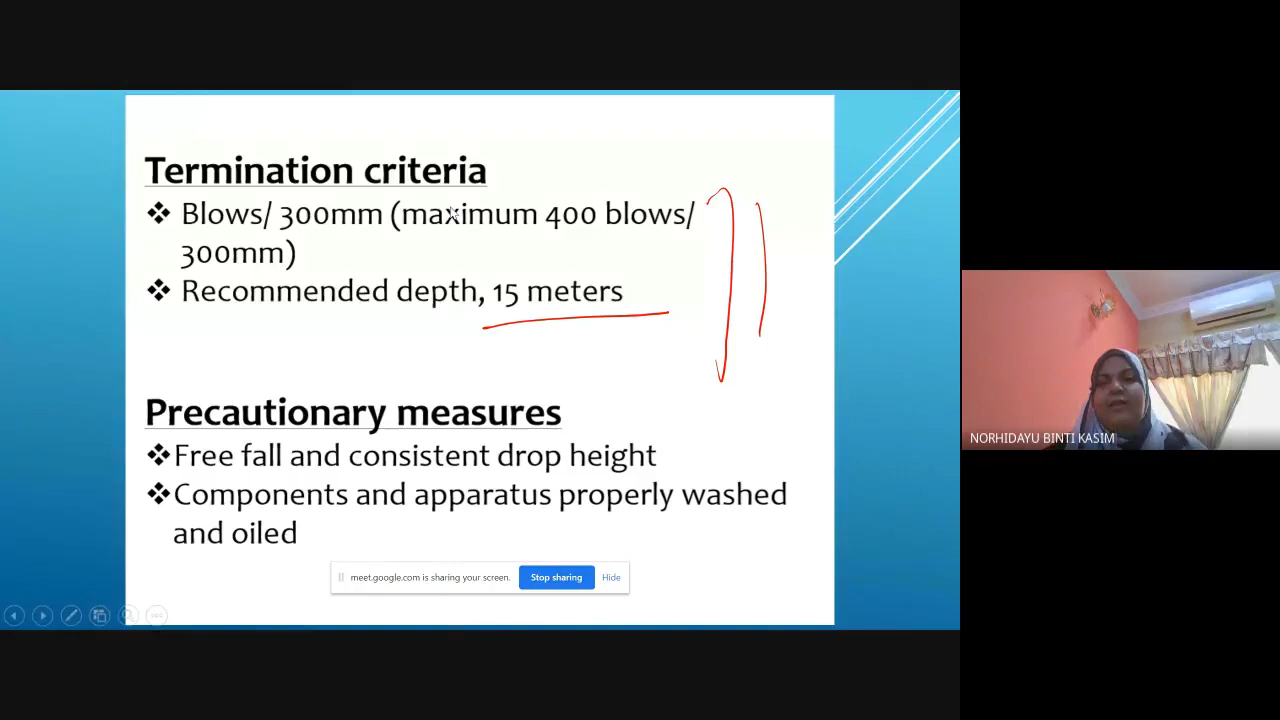 Termination criteria
❖ Blows/ 300mm (maximum 400 blows/
300mm)
❖ Recommended depth, 15 meters
Precautionary measures
❖Free fall and consistent drop height
❖Components and apparatus properly washed
and oiled
meet.google.com is sharing your screen. Stop sharing Hide
NORHIDAYU BINTI KASIM